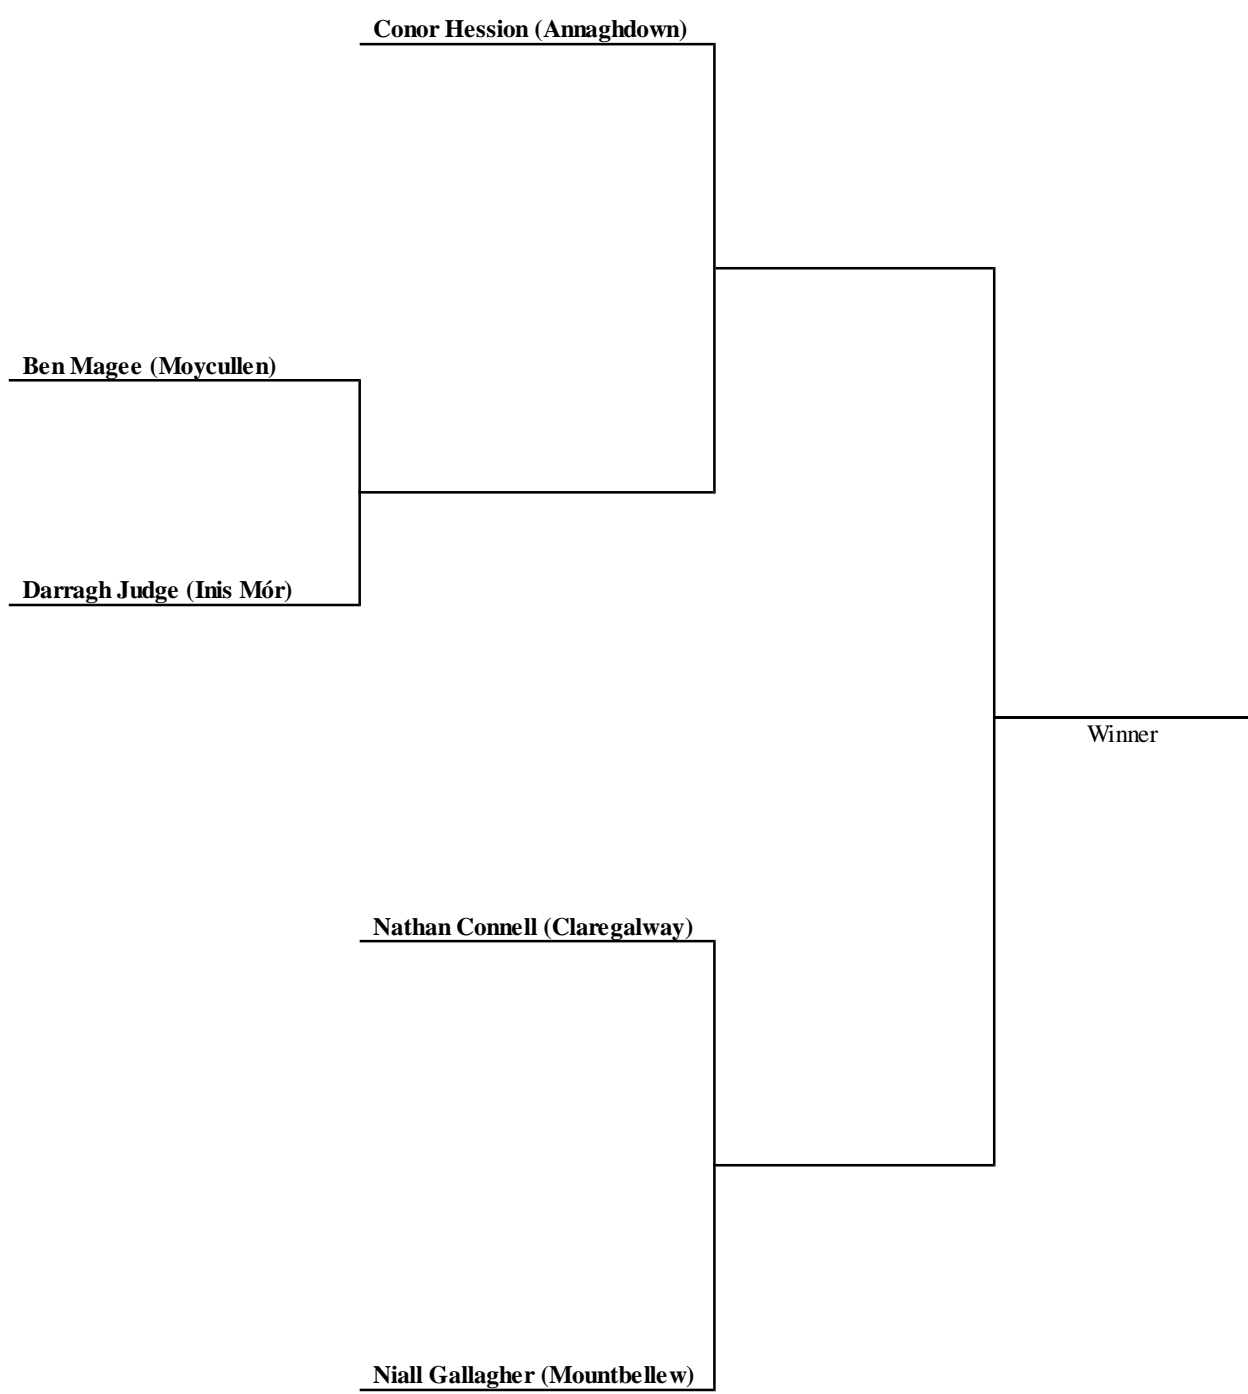 Conor Hession (Annaghdown)
Ben Magee (Moycullen)
Darragh Judge (Inis Mór)
Winner
Nathan Connell (Claregalway)
Niall Gallagher (Mountbellew)